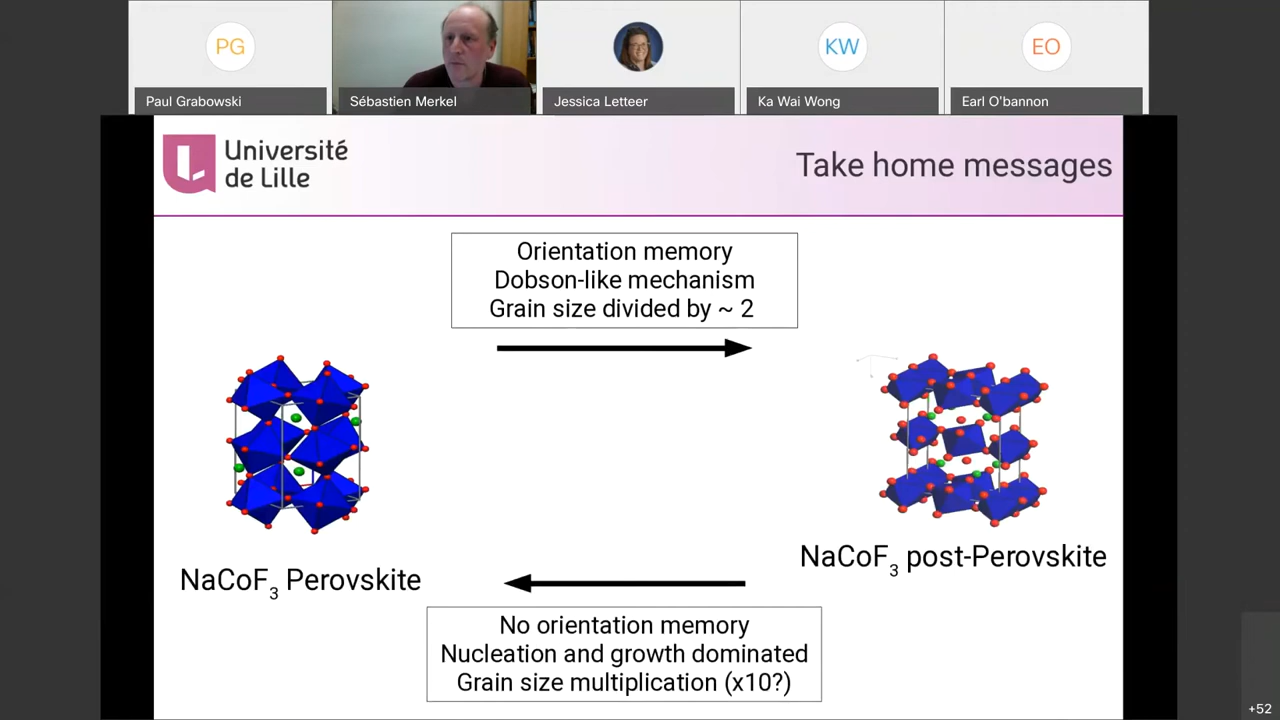 PG
Paul Grabowski
Sébastien Merkel
Jessica Letteer
KW
Ka Wai Wong
EO
Earl O'bannon
Université
de Lille
Take home messages
Orientation memory
Dobson-like mechanism
Grain size divided by ~ 2
NaCoF3 Perovskite
NaCoF3 post-Perovskite
No orientation memory
Nucleation and growth dominated
Grain size multiplication (x10?)
+52